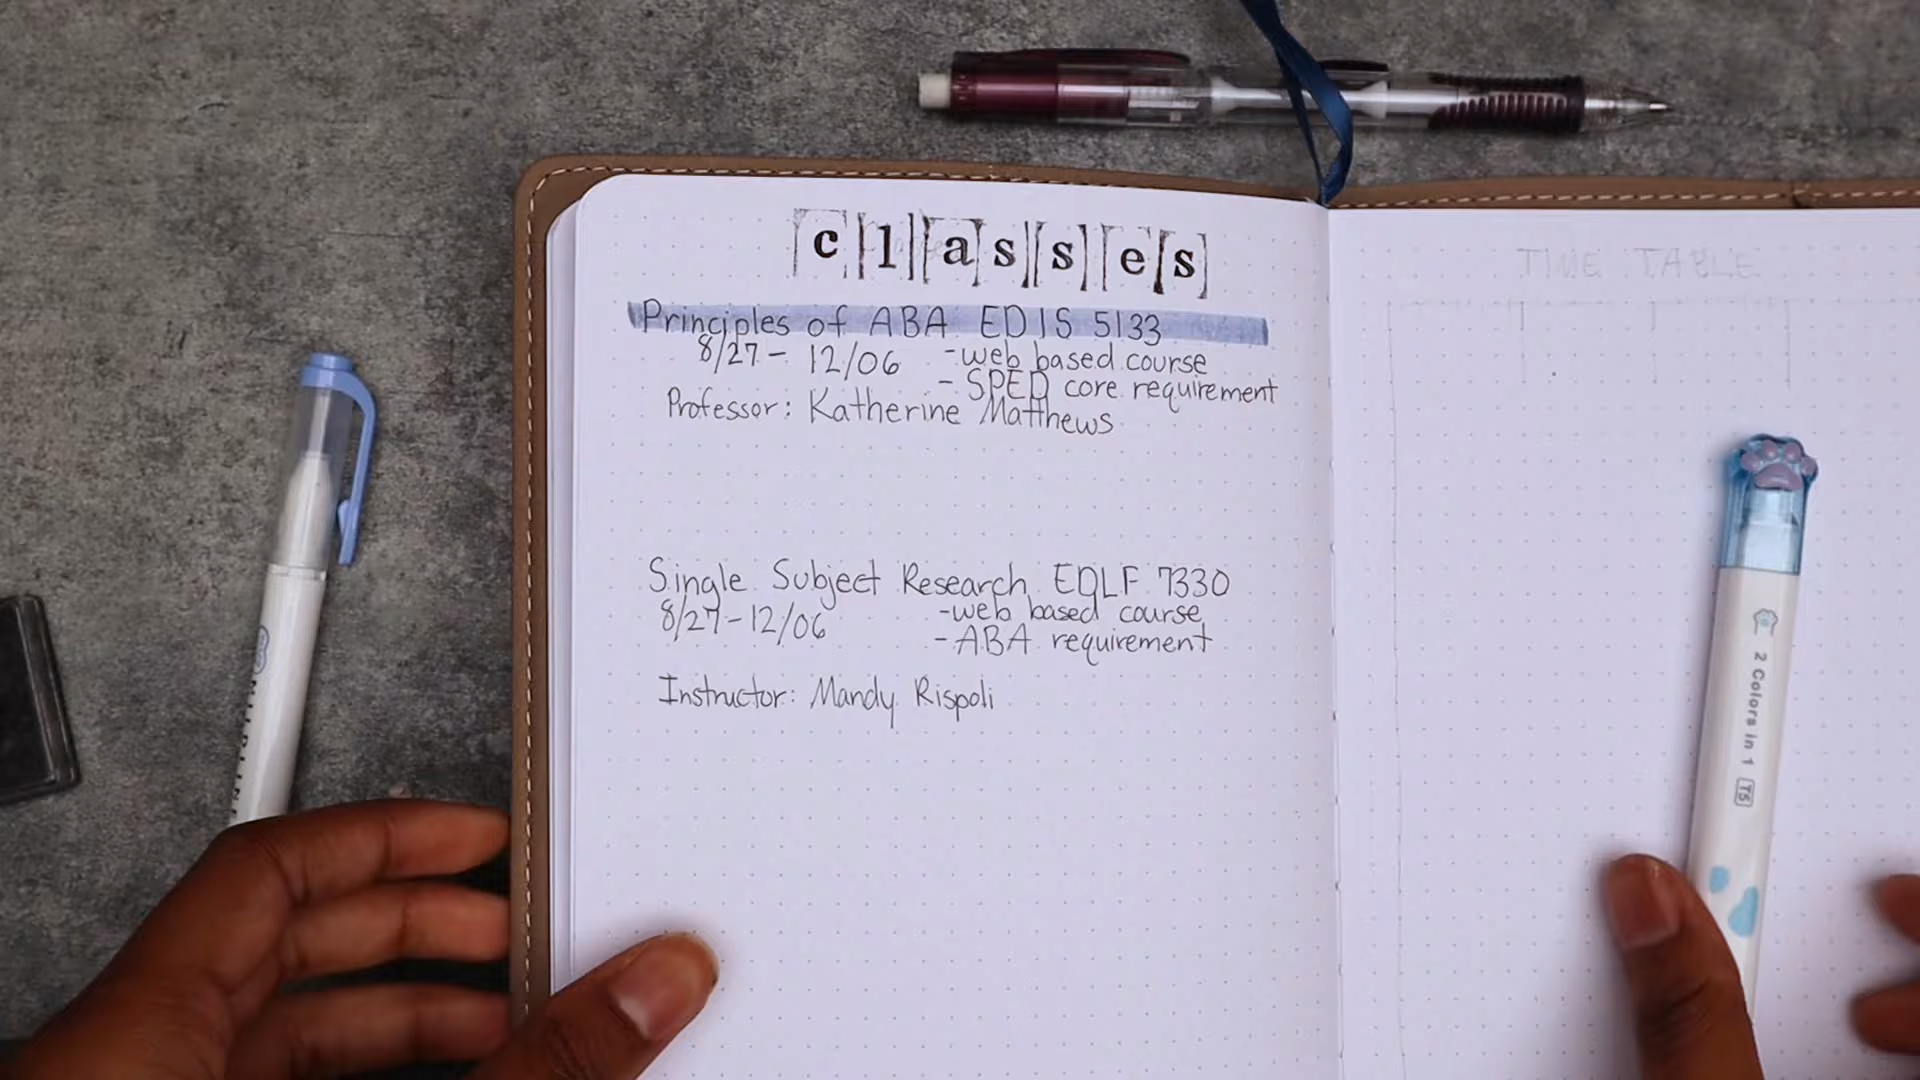 classes
Principles of ABA EDIS 5133
8/27 - 12/06 - web based course
- SPED core requirement
Professor: Katherine Matthews
Single Subject Research EDLF 7330
8/27 - 12/06 - web based course
- ABA requirement
Instructor: Mandy Rispoli
TIME TABLE
2 Colors in 1 T5